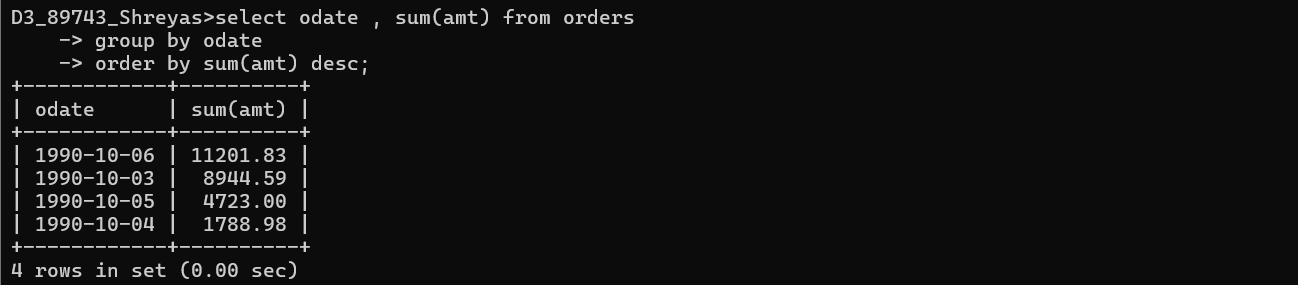 D3_89743_Shreyas>select odate , sum(amt) from orders
    -> group by odate
    -> order by sum(amt) desc;
+------------+----------+
| odate      | sum(amt) |
+------------+----------+
| 1990-10-06 | 11201.83 |
| 1990-10-03 |  8944.59 |
| 1990-10-05 |  4723.00 |
| 1990-10-04 |  1788.98 |
+------------+----------+
4 rows in set (0.00 sec)